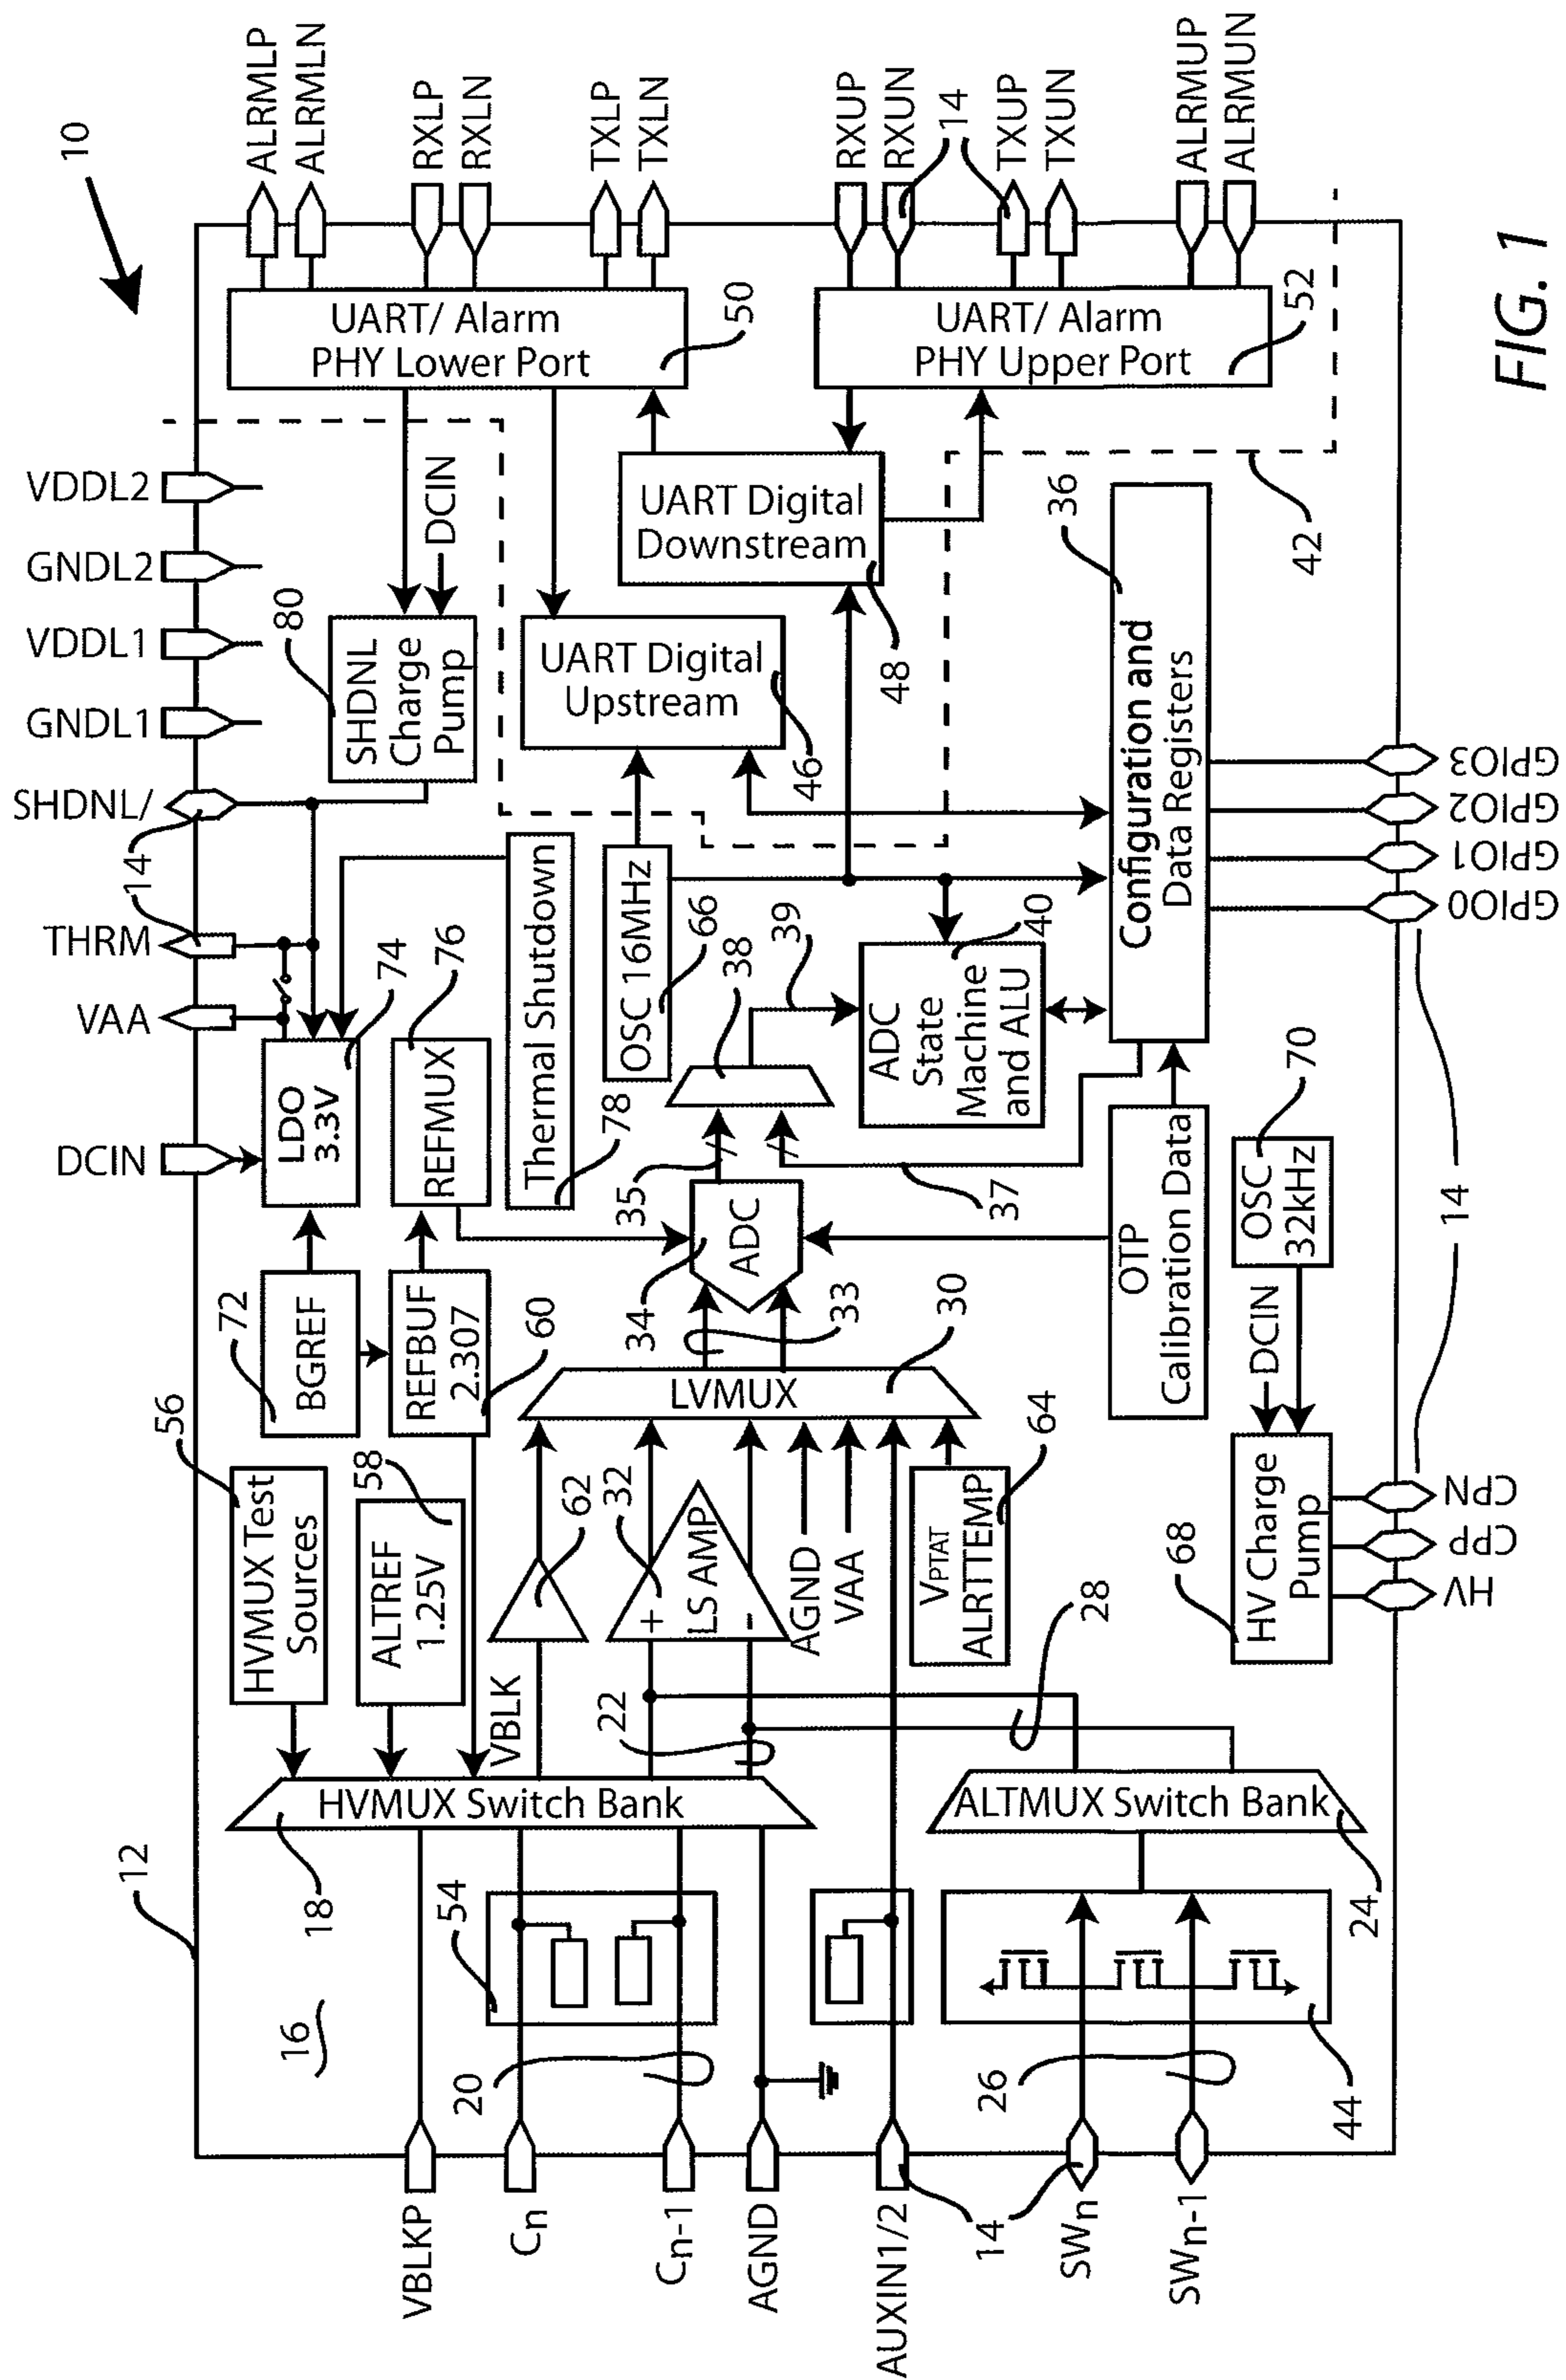 10
12
16
VDDL2
GNDL2
VDDL1
GNDL1
SHDNL/
14
THRM
VAA
DCIN
ALRMLP
ALRMLN
RXLP
RXLN
TXLP
TXLN
RXUP
RXUN
14
TXUP
TXUN
ALRMUP
ALRMUN
UART/ Alarm
PHY Lower Port
50
UART/ Alarm
PHY Upper Port
52
DCIN
80
SHDNL
Charge
Pump
UART Digital
Downstream
48
UART Digital
Upstream
46
36
Configuration and
Data Registers
42
74
LDO
3.3V
76
REFMUX
Thermal Shutdown
78
OSC 16MHz
66
38
39
40
ADC
State
Machine
and ALU
72
BGREF
REFBUF
2.307
60
35
34
ADC
33
37
OTP
Calibration Data
70
OSC
32kHz
DCIN
56
HVMUX Test
Sources
ALTREF
1.25V
58
LVMUX
30
62
32
+
LS AMP
-
VBLK
22
AGND
VAA
VPTAT
ALRTTEMP
64
28
68
HV Charge
Pump
HVMUX Switch Bank
18
ALTMUX Switch Bank
24
54
20
26
44
VBLKP
Cn
Cn-1
AGND
AUXIN1/2
14
SWn
SWn-1
HV
CPP
CPN
14
GPIO0
GPIO1
GPIO2
GPIO3
FIG. 1